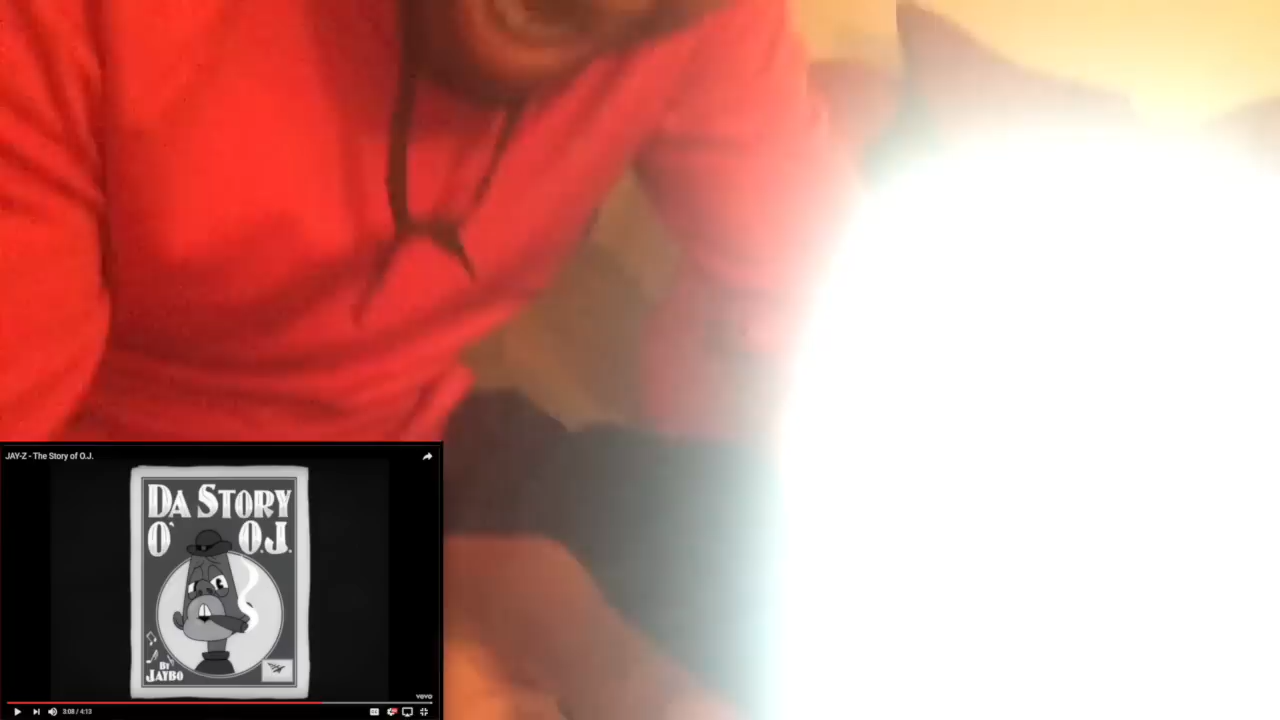 JAY-Z - The Story of O.J.
DA STORY
O' O.J.
BY
JAYBO
vevo
3:08 / 4:13